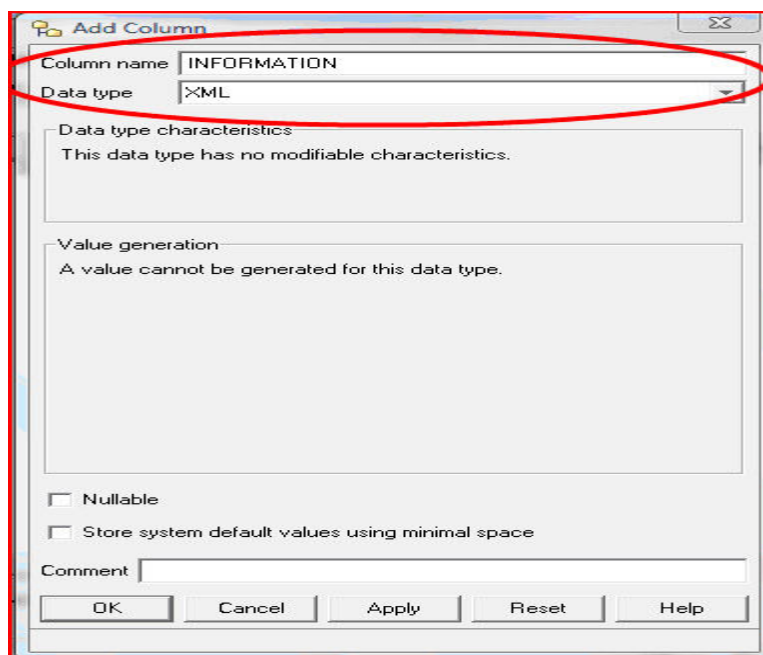 Add Column
Column name INFORMATION
Data type XML
Data type characteristics
This data type has no modifiable characteristics.
Value generation
A value cannot be generated for this data type.
Nullable
Store system default values using minimal space
Comment
OK Cancel Apply Reset Help